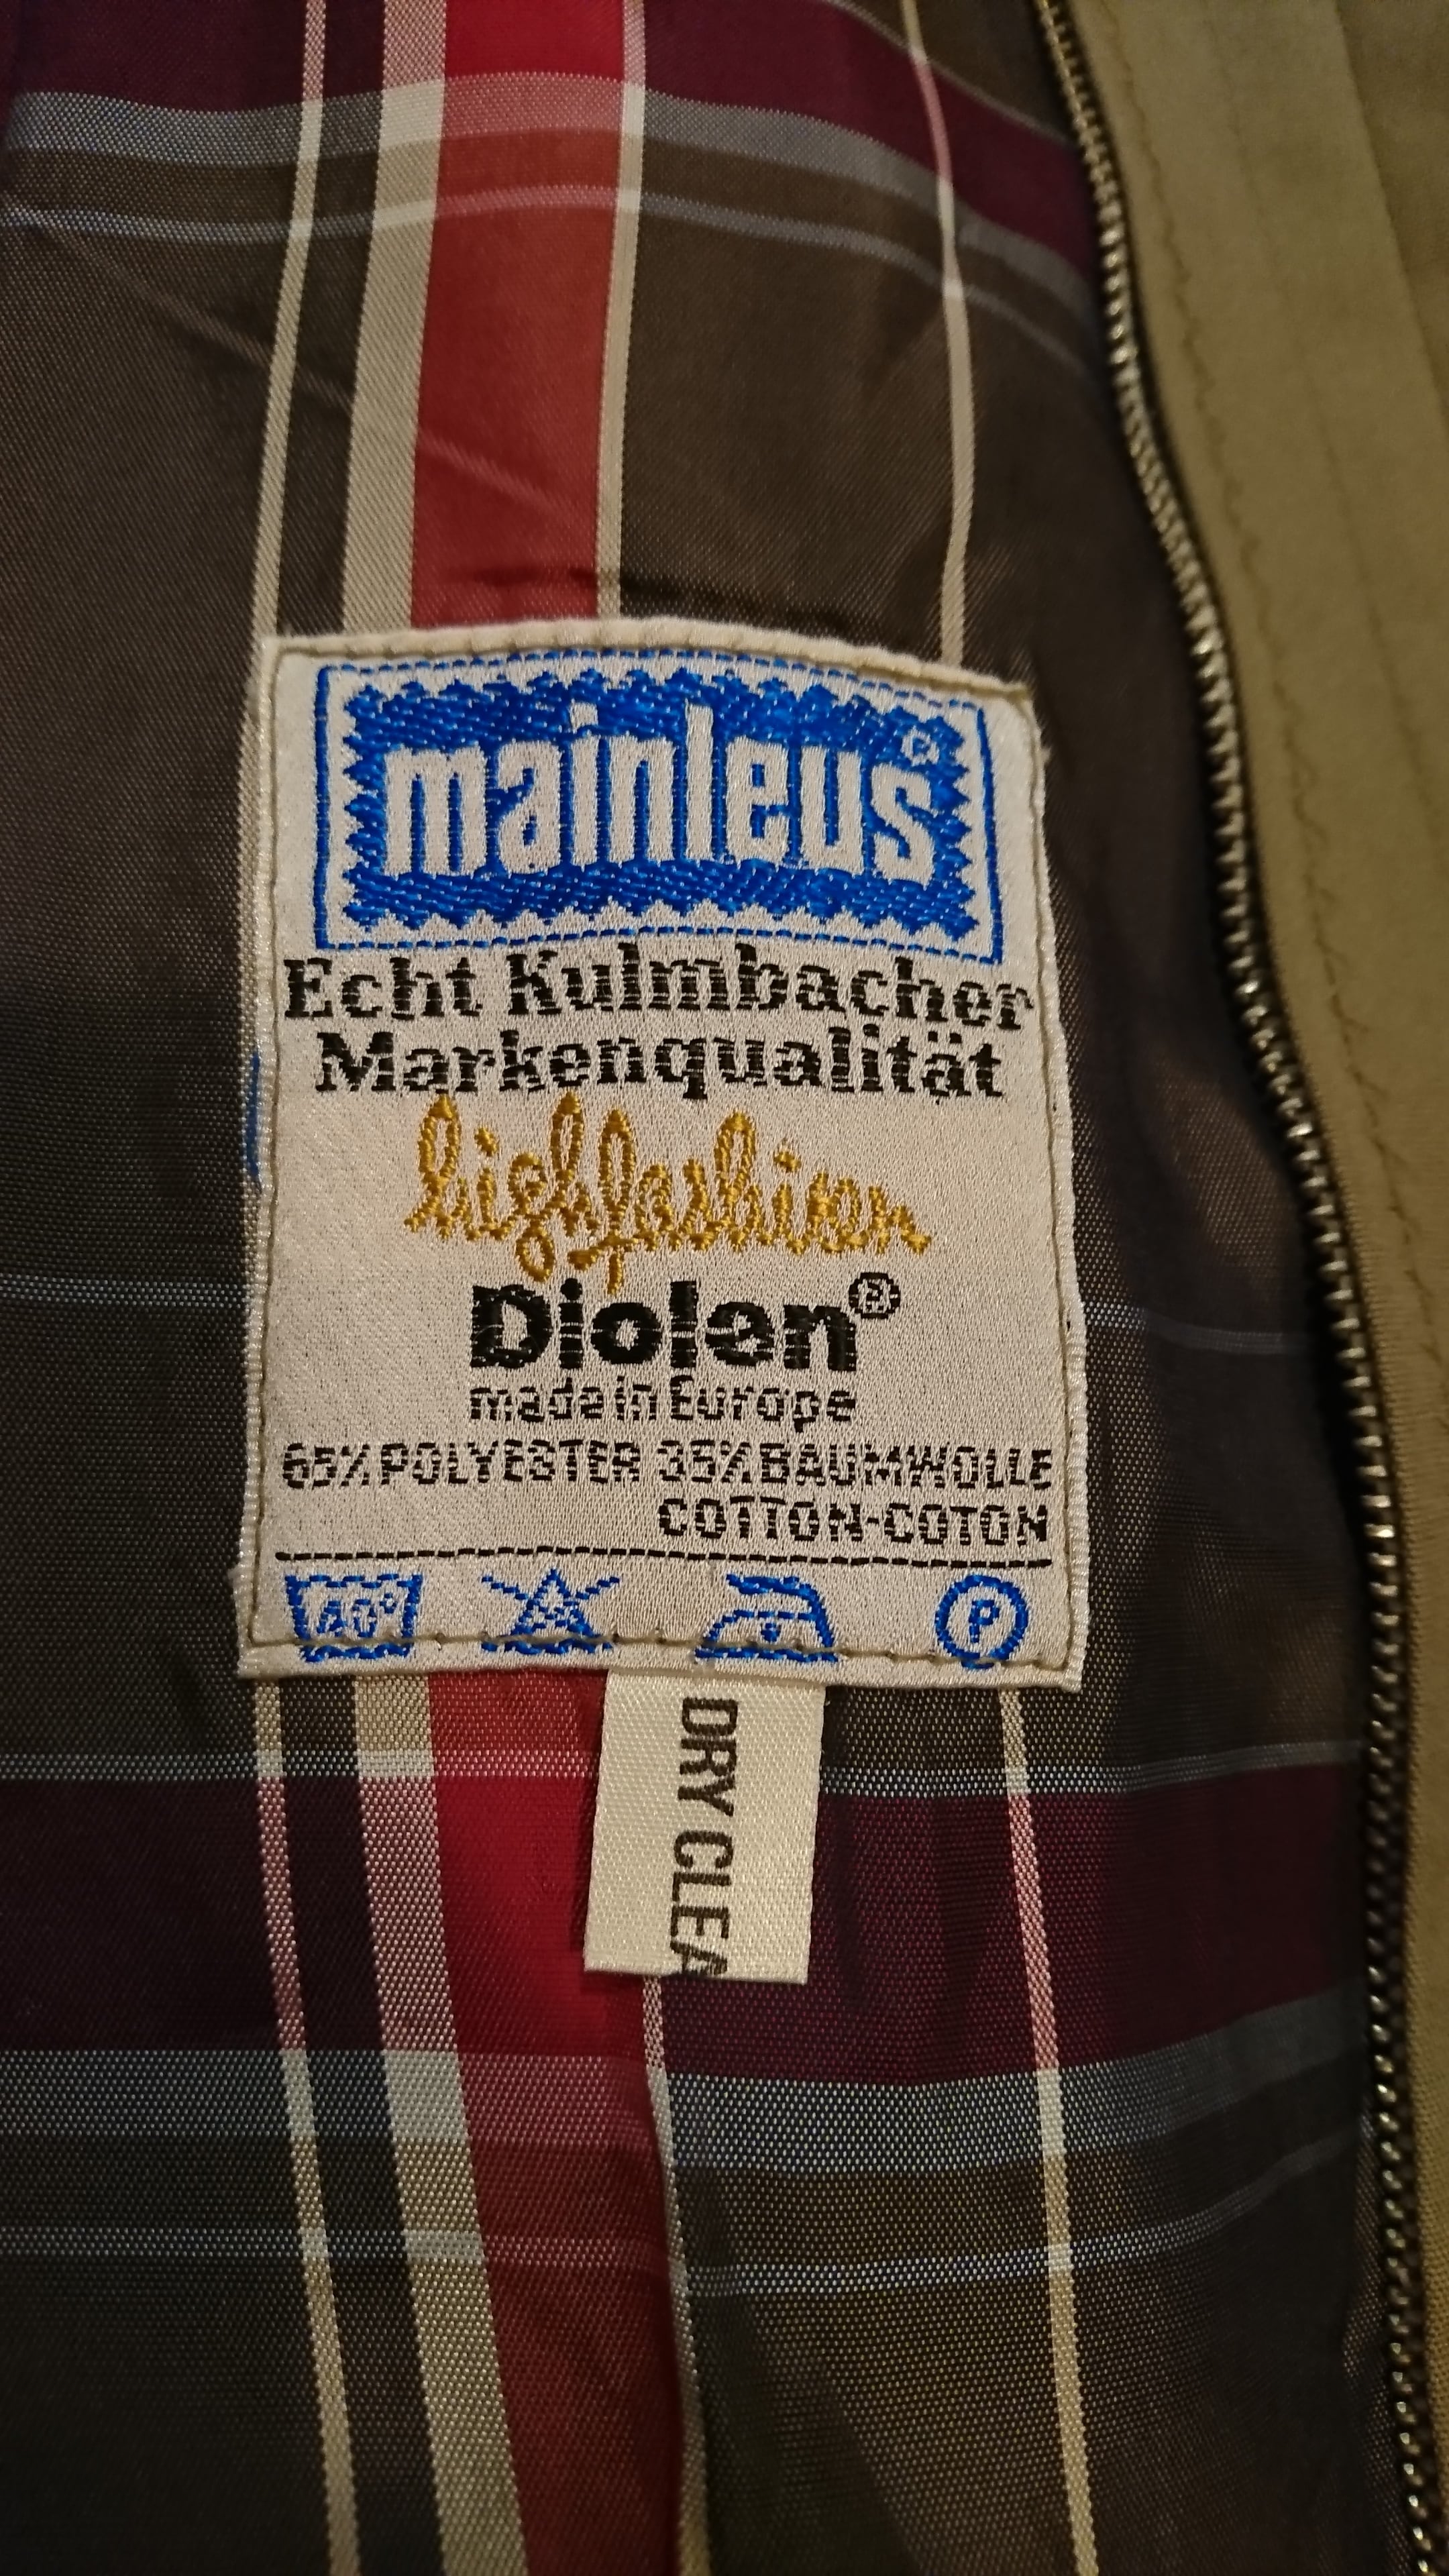 mainleus®
Echt Kulmbacher
Markenqualität
highfashion
Diolen®
made in Europe
65% POLYESTER 35% BAUMWOLLE
COTTON-COTON
40°
P
DRY CLEA